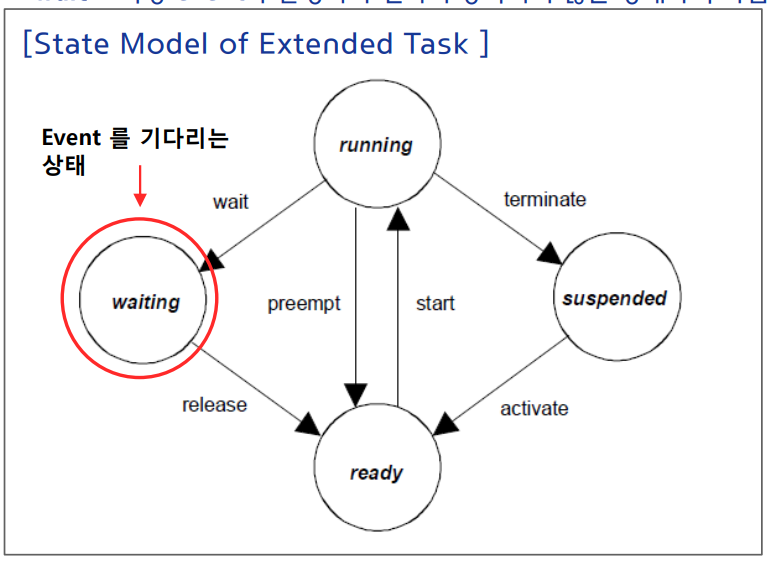 [State Model of Extended Task ]
running
Event 를 기다리는
상태
wait
terminate
waiting
preempt
start
suspended
release
activate
ready